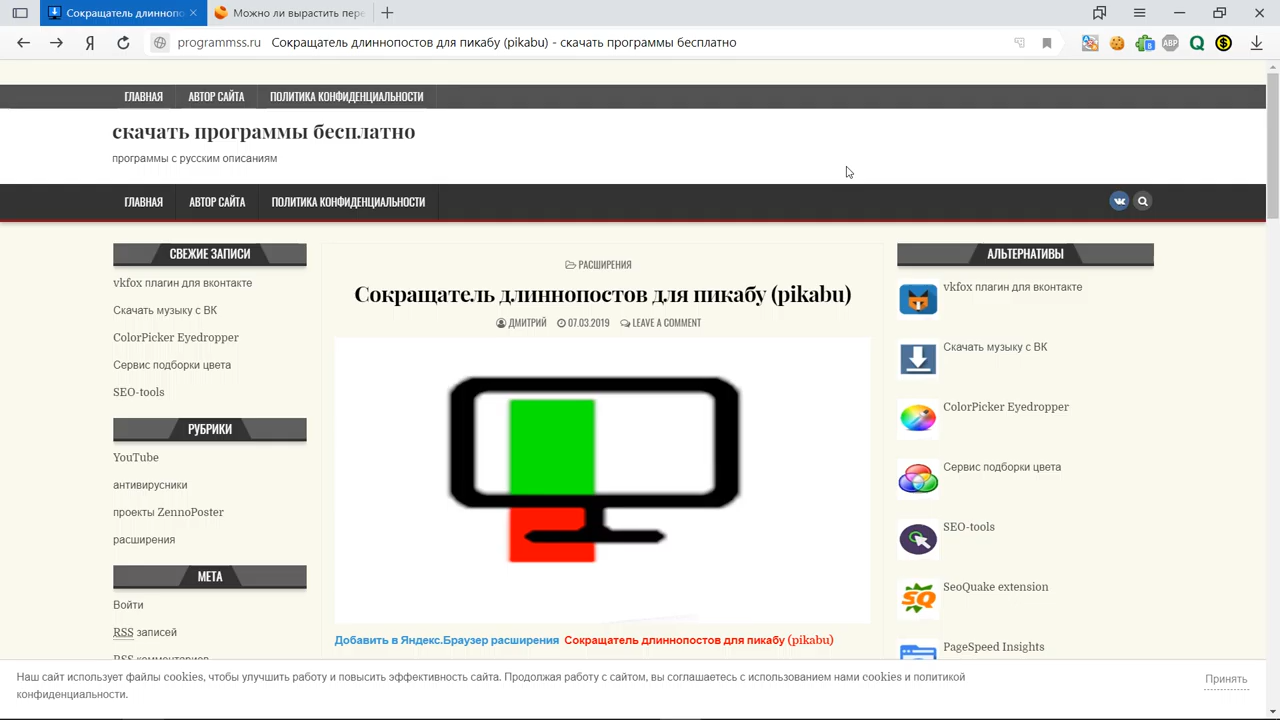 Сокращатель длиннопос
Можно ли вырастить пере
programmss.ru
Сокращатель длиннопостов для пикабу (pikabu) - скачать программы бесплатно
ABP
ГЛАВНАЯ
АВТОР САЙТА
ПОЛИТИКА КОНФИДЕНЦИАЛЬНОСТИ
скачать программы бесплатно
программы с русским описаниям
ГЛАВНАЯ
АВТОР САЙТА
ПОЛИТИКА КОНФИДЕНЦИАЛЬНОСТИ
СВЕЖИЕ ЗАПИСИ
vkfox плагин для вконтакте
Скачать музыку с ВК
ColorPicker Eyedropper
Сервис подборки цвета
SEO-tools
РУБРИКИ
YouTube
антивирусники
проекты ZennoPoster
расширения
МЕТА
Войти
RSS записей
RSS комментариев
РАСШИРЕНИЯ
Сокращатель длиннопостов для пикабу (pikabu)
ДМИТРИЙ
07.03.2019
LEAVE A COMMENT
Добавить в Яндекс.Браузер расширения Сокращатель длиннопостов для пикабу (pikabu)
АЛЬТЕРНАТИВЫ
vkfox плагин для вконтакте
Скачать музыку с ВК
ColorPicker Eyedropper
Сервис подборки цвета
SEO-tools
SeoQuake extension
PageSpeed Insights
Наш сайт использует файлы cookies, чтобы улучшить работу и повысить эффективность сайта. Продолжая работу с сайтом, вы соглашаетесь с использованием нами cookies и политикой
конфиденциальности.
Принять